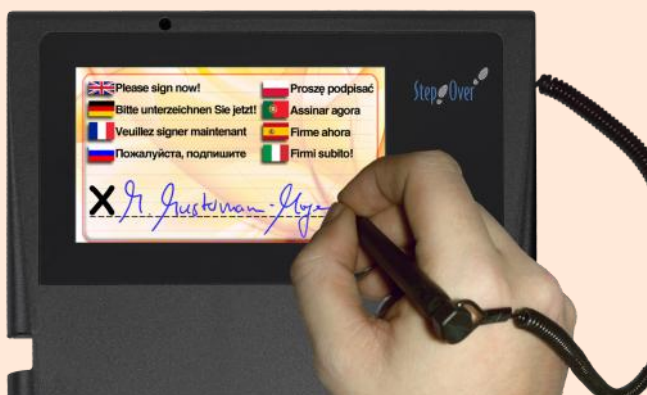 Please sign now!
Bitte unterzeichnen Sie jetzt!
Veuillez signer maintenant
Пожалуйста, подпишите
Proszę podpisać
Assinar agora
Firme ahora
Firmi subito!
StepOver
X M. Mustermann-